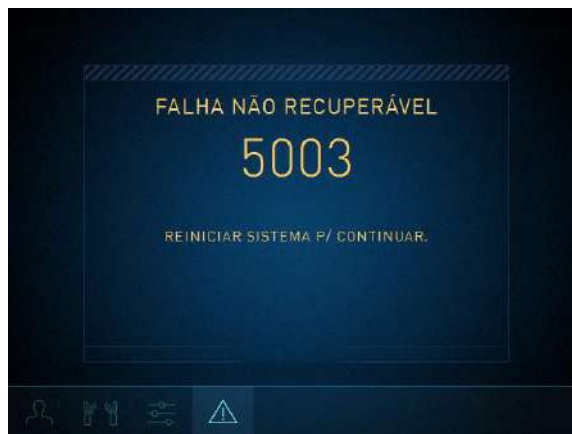 FALHA NÃO RECUPERÁVEL
5003
REINICIAR SISTEMA P/ CONTINUAR.